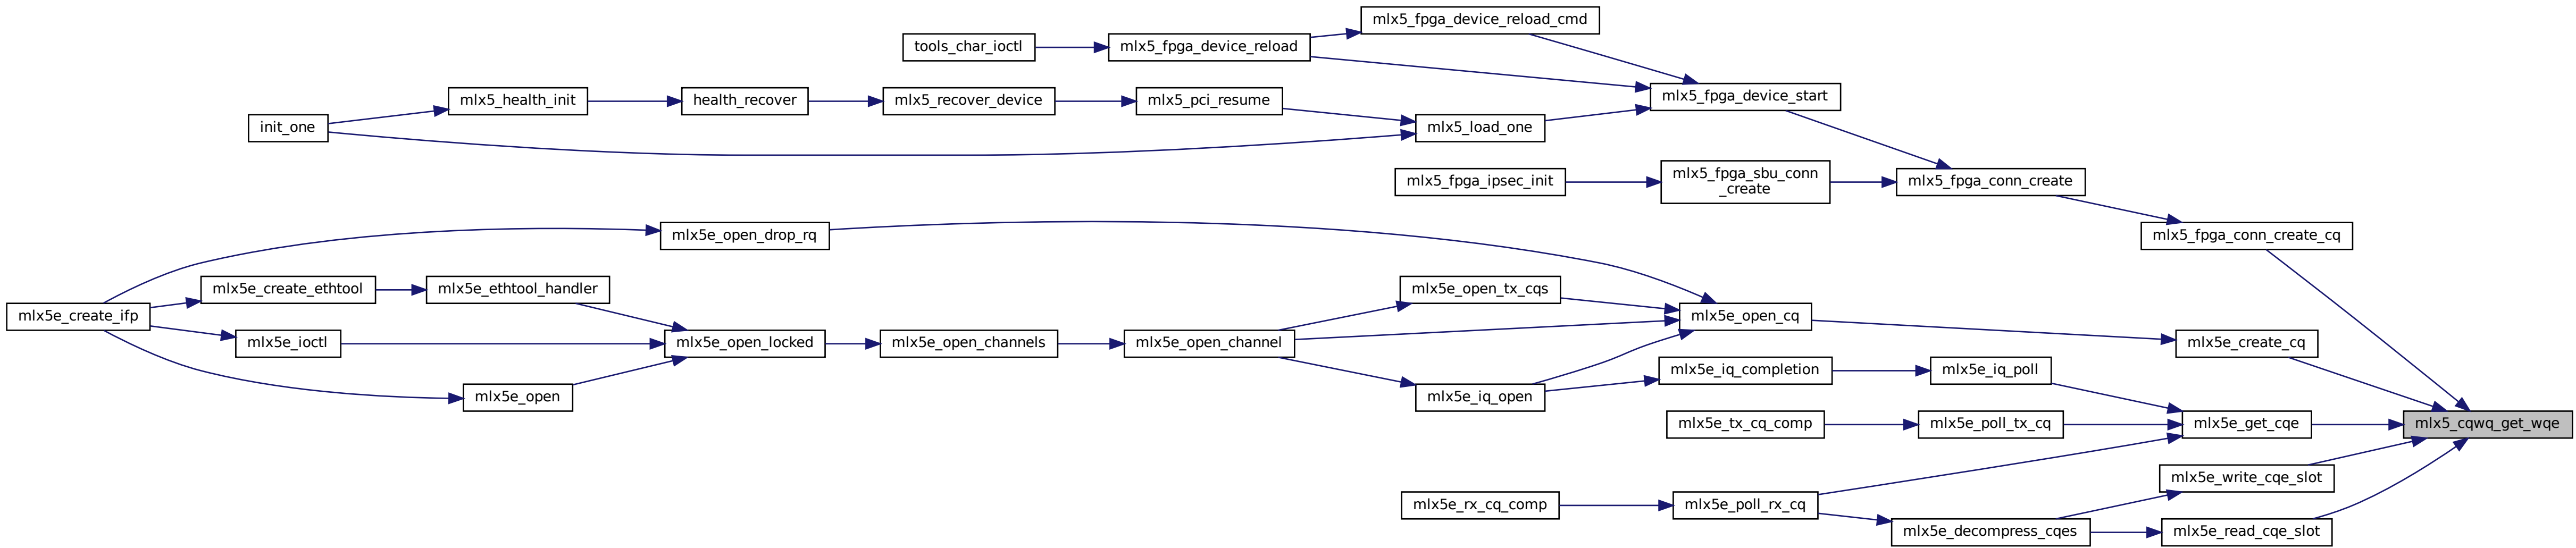 mlx5_fpga_device_reload_cmd
tools_char_ioctl
mlx5_fpga_device_reload
mlx5_health_init
health_recover
mlx5_recover_device
mlx5_pci_resume
mlx5_fpga_device_start
init_one
mlx5_load_one
mlx5_fpga_ipsec_init
mlx5_fpga_sbu_conn
_create
mlx5_fpga_conn_create
mlx5e_open_drop_rq
mlx5_fpga_conn_create_cq
mlx5e_create_ethtool
mlx5e_ethtool_handler
mlx5e_open_tx_cqs
mlx5e_create_ifp
mlx5e_open_cq
mlx5e_ioctl
mlx5e_open_locked
mlx5e_open_channels
mlx5e_open_channel
mlx5e_create_cq
mlx5e_iq_completion
mlx5e_iq_poll
mlx5e_open
mlx5e_iq_open
mlx5e_tx_cq_comp
mlx5e_poll_tx_cq
mlx5e_get_cqe
mlx5_cqwq_get_wqe
mlx5e_write_cqe_slot
mlx5e_rx_cq_comp
mlx5e_poll_rx_cq
mlx5e_decompress_cqes
mlx5e_read_cqe_slot